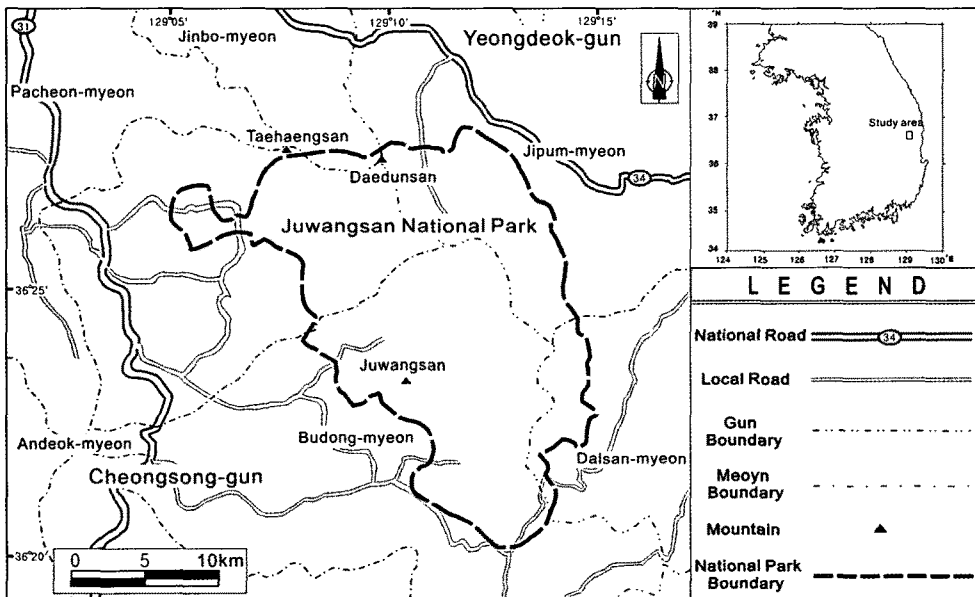 129°05'
129°10'
129°15'
31
Jinbo-myeon
Yeongdeok-gun
N
Pacheon-myeon
Taehaengsan
Daedunsan
Jipum-myeon
34
Juwangsan National Park
36°25'
Juwangsan
Andeok-myeon
Budong-myeon
Dalsan-myeon
Cheongsong-gun
36°20'
0 5 10km
°N
39
38
37
36
35
34
Study area
124 125 126 127 128 129 130°E
LEGEND
National Road
34
Local Road
Gun
Boundary
Meoyn
Boundary
Mountain
National Park
Boundary